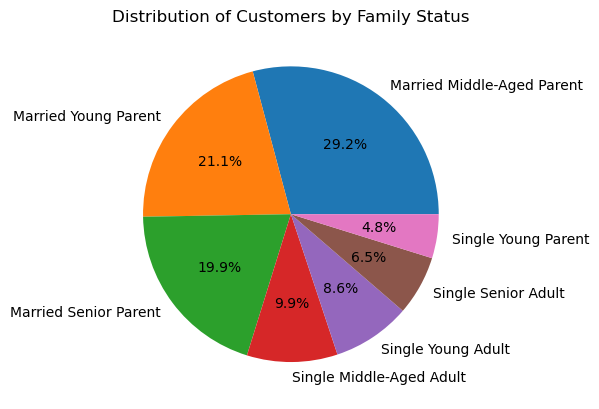 Distribution of Customers by Family Status
Married Middle-Aged Parent
29.2%
Married Young Parent
21.1%
Married Senior Parent
19.9%
Single Middle-Aged Adult
9.9%
Single Young Adult
8.6%
Single Senior Adult
6.5%
Single Young Parent
4.8%